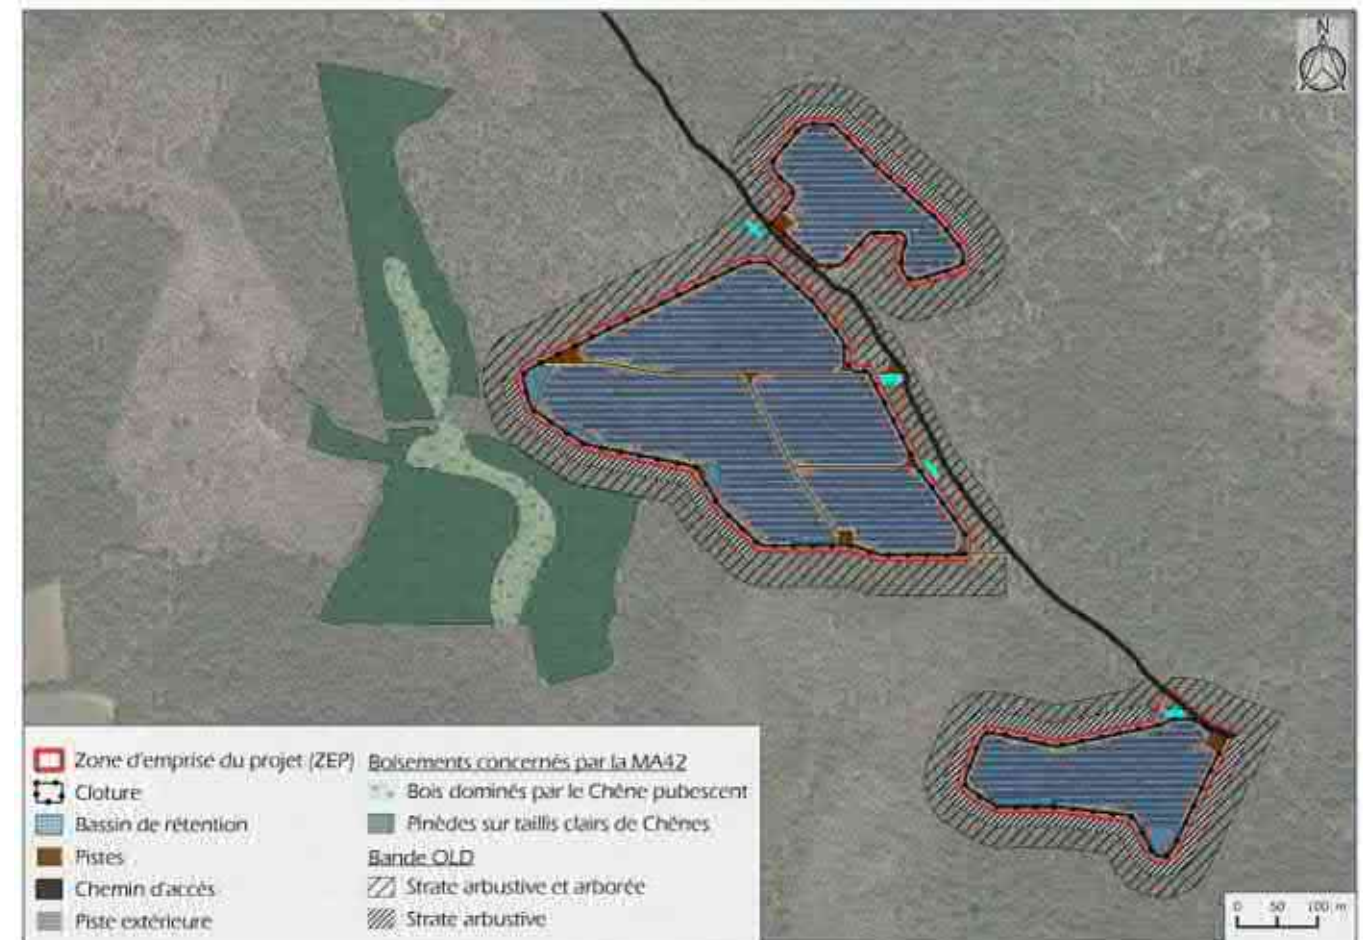 N
Zone d'emprise du projet (ZEP)
Cloture
Bassin de rétention
Pistes
Chemin d'accès
Piste extérieure
Boisements concernés par la MA42
Bois dominés par le Chêne pubescent
Pinèdes sur taillis clairs de Chênes
Bande OLD
Strate arbustive et arborée
Strate arbustive
0 50 100 m